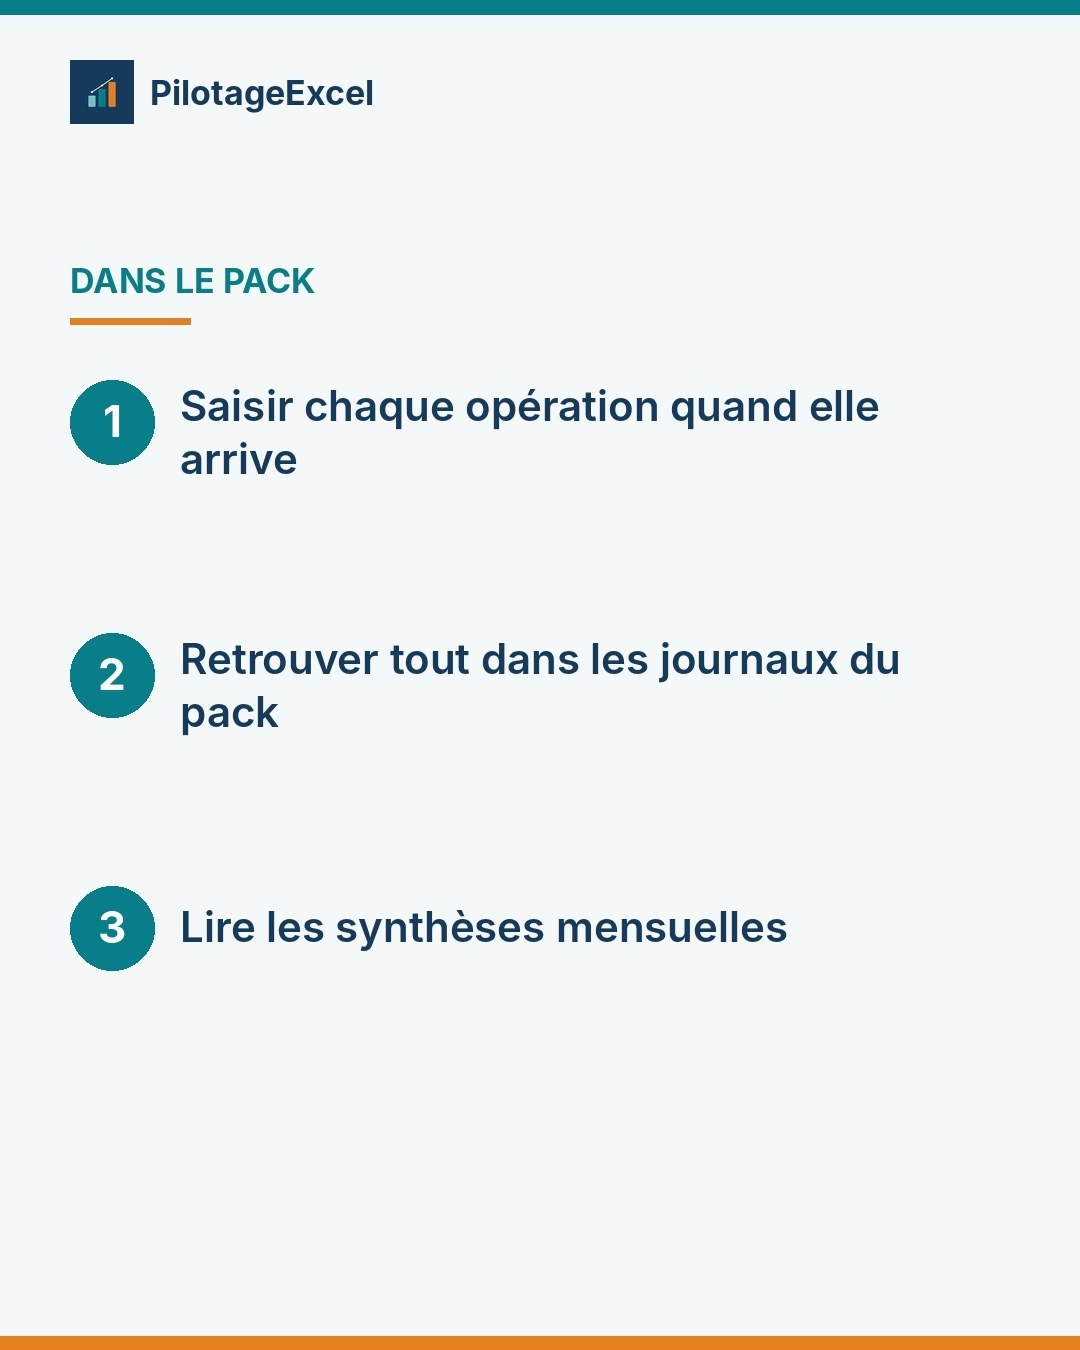 PilotageExcel
DANS LE PACK
1 Saisir chaque opération quand elle
arrive
2 Retrouver tout dans les journaux du
pack
3 Lire les synthèses mensuelles